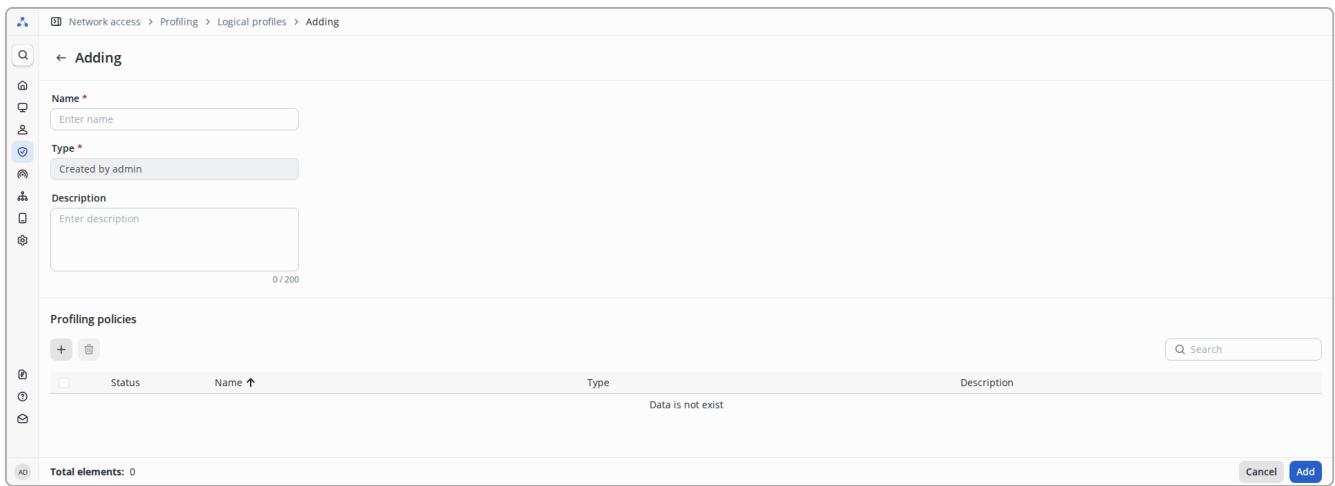 Network access > Profiling > Logical profiles > Adding
← Adding
Name *
Enter name
Type *
Created by admin
Description
Enter description
0 / 200
Profiling policies
Search
Status Name ↑ Type Description
Data is not exist
AD Total elements: 0 Cancel Add